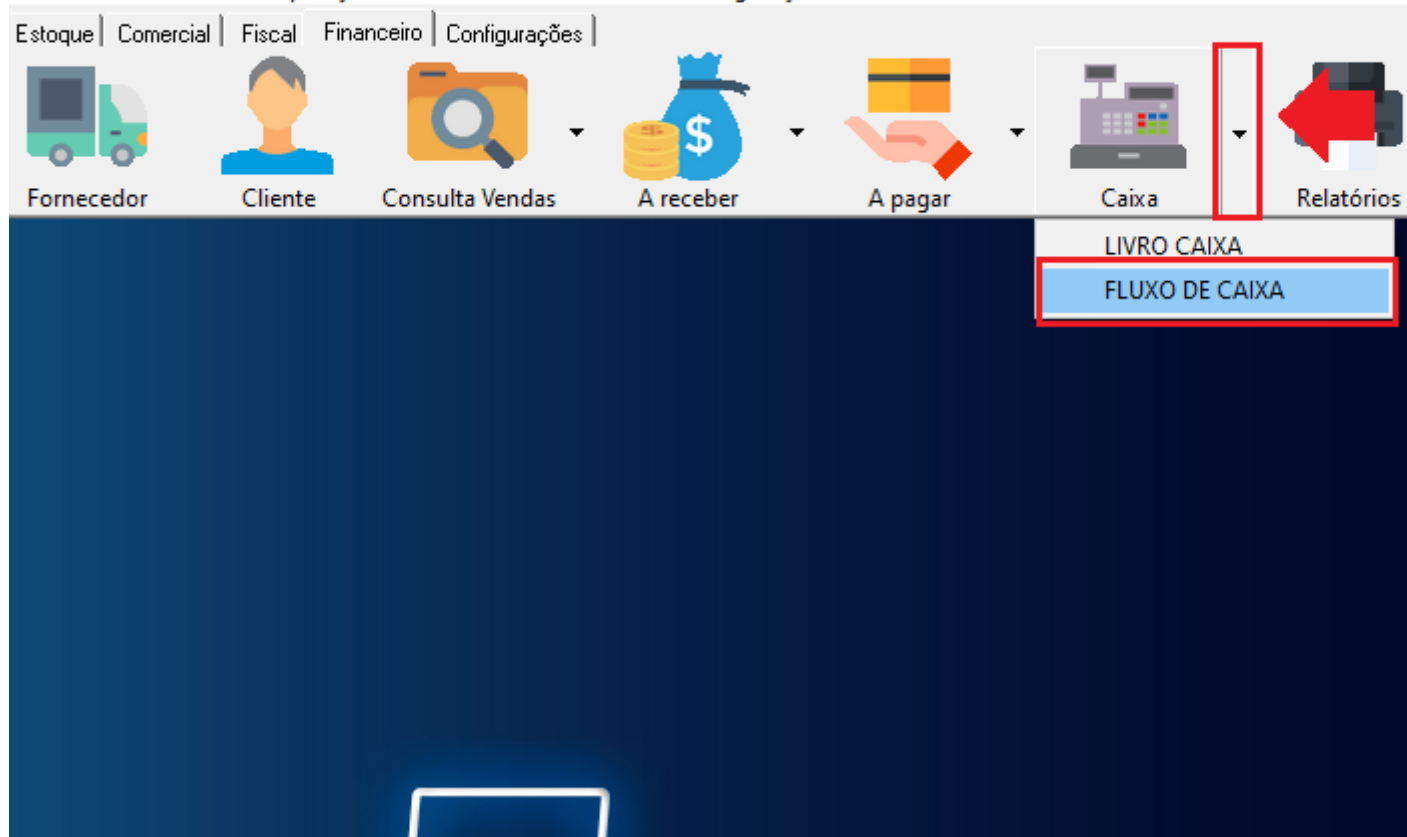 Estoque Comercial Fiscal Financeiro Configurações
Fornecedor Cliente Consulta Vendas A receber A pagar Caixa Relatórios
LIVRO CAIXA
FLUXO DE CAIXA